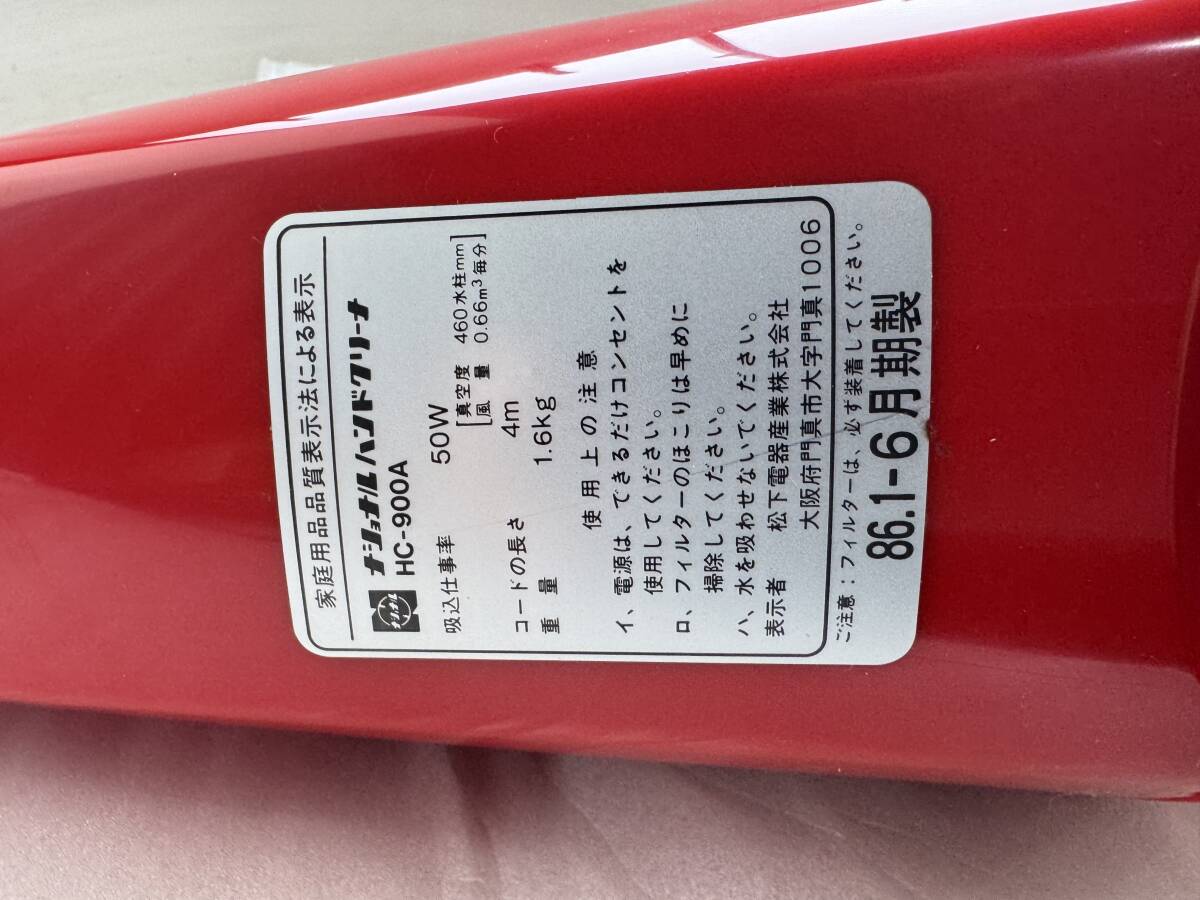 家庭用品品質表示法による表示
ナショナル ナショナルハンドクリーナ
HC-900A
吸込仕事率 50W
[真空度 460水柱mm
風量 0.66m³毎分]
コードの長さ 4m
重量 1.6kg
使用上の注意
イ、電源は、できるだけコンセントを
使用してください。
ロ、フィルターのほこりは早めに
掃除してください。
ハ、水を吸わせないでください。
表示者 松下電器産業株式会社
大阪府門真市大字門真1006
ご注意：フィルターは、必ず装着してください。
86.1-6月期製